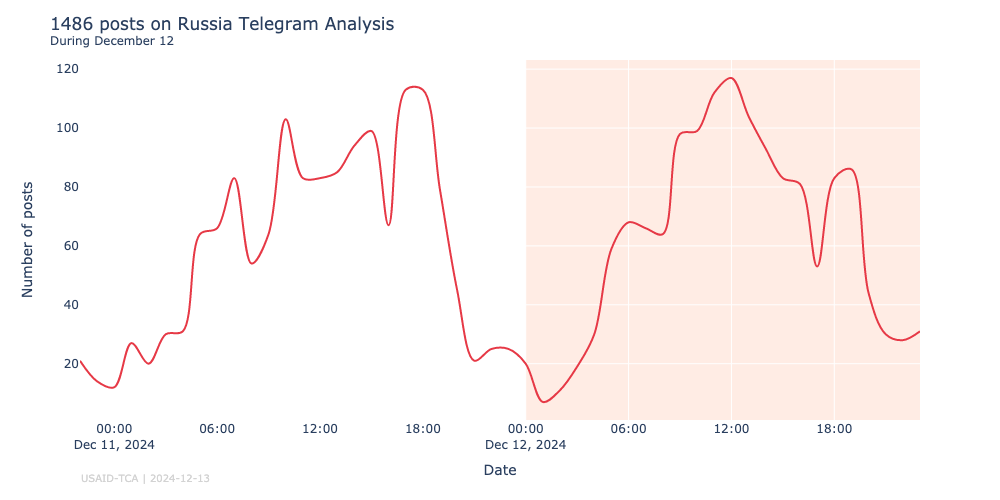 1486 posts on Russia Telegram Analysis
During December 12
120
100
80
60
40
20
Number of posts
00:00 06:00 12:00 18:00 00:00 06:00 12:00 18:00
Dec 11, 2024 Dec 12, 2024
Date
USAID-TCA | 2024-12-13